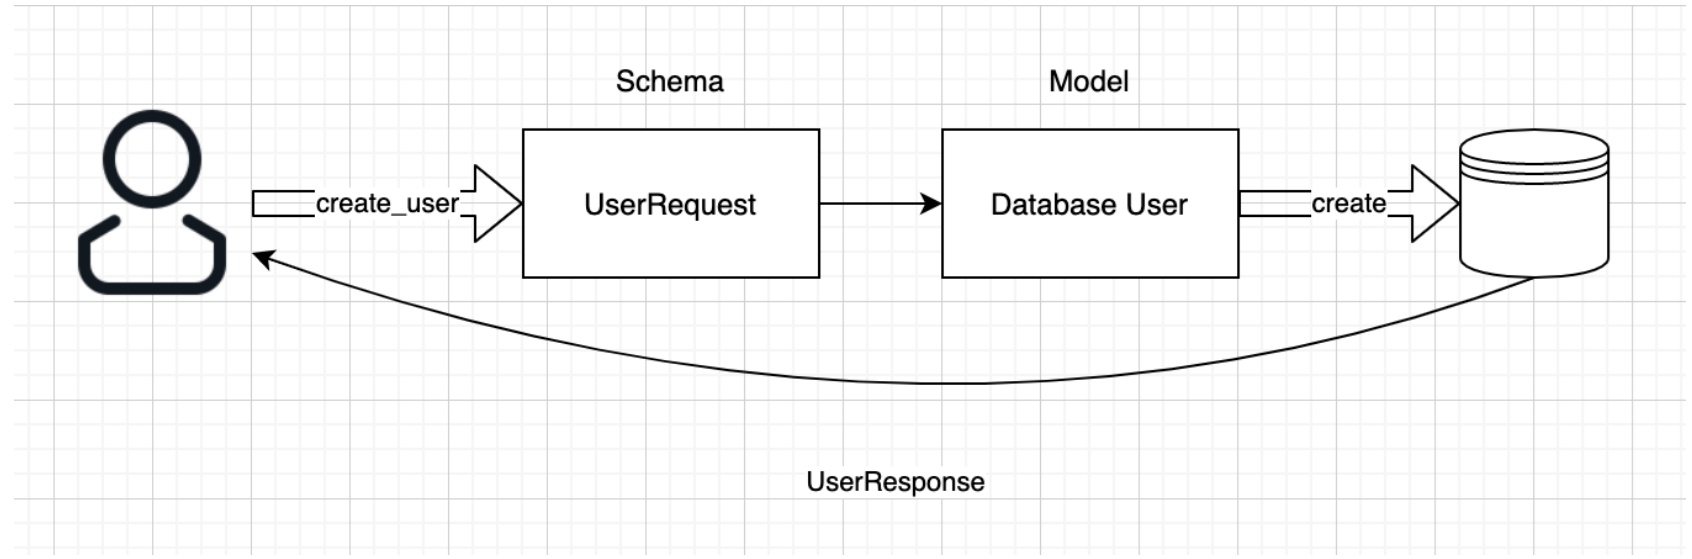 Schema
Model
create_user
UserRequest
Database User
create
UserResponse